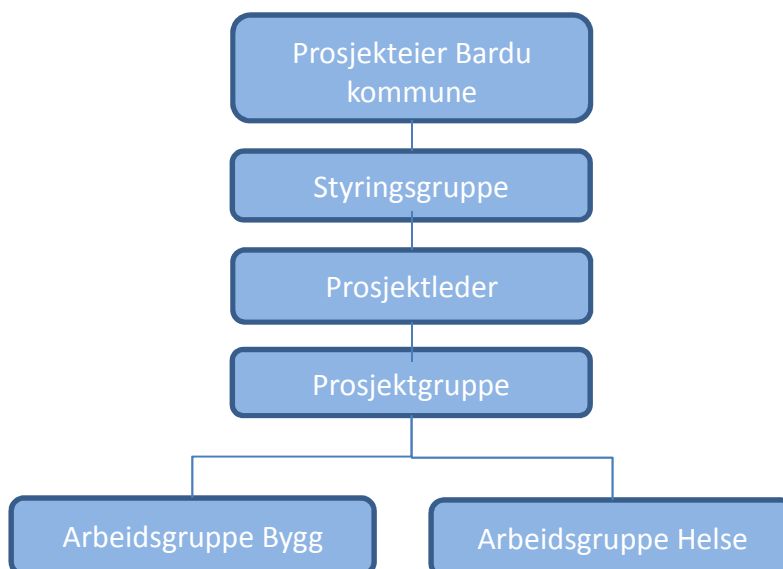 Prosjekteier Bardu
kommune
Styringsgruppe
Prosjektleder
Prosjektgruppe
Arbeidsgruppe Bygg
Arbeidsgruppe Helse